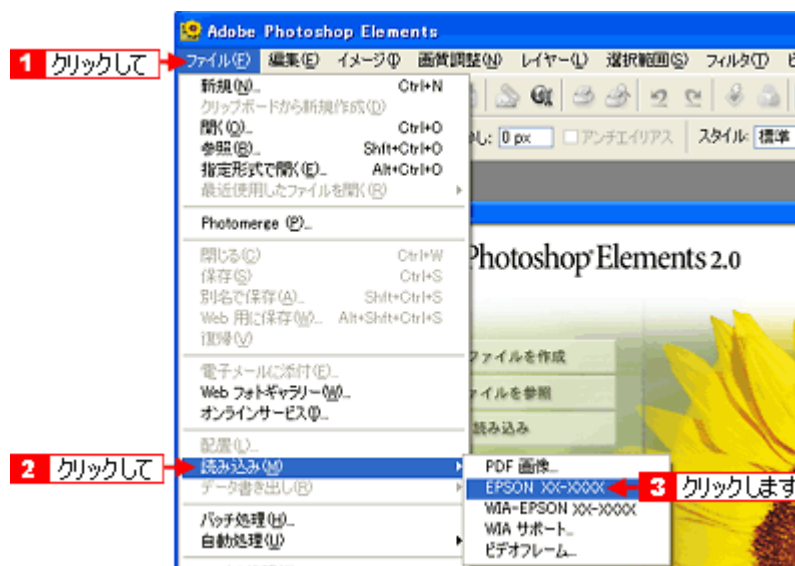 Adobe Photoshop Elements
1 クリックして
ファイル(F) 編集(E) イメージ(I) 画質調整(N) レイヤー(L) 選択範囲(S) フィルタ(T)
新規(N)... Ctrl+N
クリップボードから新規作成(D)
開く(O)... Ctrl+O
参照(B)... Shift+Ctrl+O
指定形式で開く(E)... Alt+Ctrl+O
最近使用したファイルを開く(R)
0 px アンチエイリアス スタイル: 標準
Photomerge (P)...
閉じる(C) Ctrl+W
保存(S) Ctrl+S
別名で保存(A)... Shift+Ctrl+S
Web 用に保存(W)... Alt+Shift+Ctrl+S
復帰(V)
Photoshop Elements 2.0
電子メールに添付(E)...
Web フォトギャラリー(W)...
オンラインサービス(O)...
ファイルを作成
ファイルを参照
読み込み
配置(L)...
2 クリックして
読み込み(M)
データ書き出し(R)
バッチ処理(H)...
自動処理(U)
PDF 画像...
EPSON XX-XXXX
3 クリックします
WIA-EPSON XX-XXXX
WIA サポート...
ビデオフレーム...